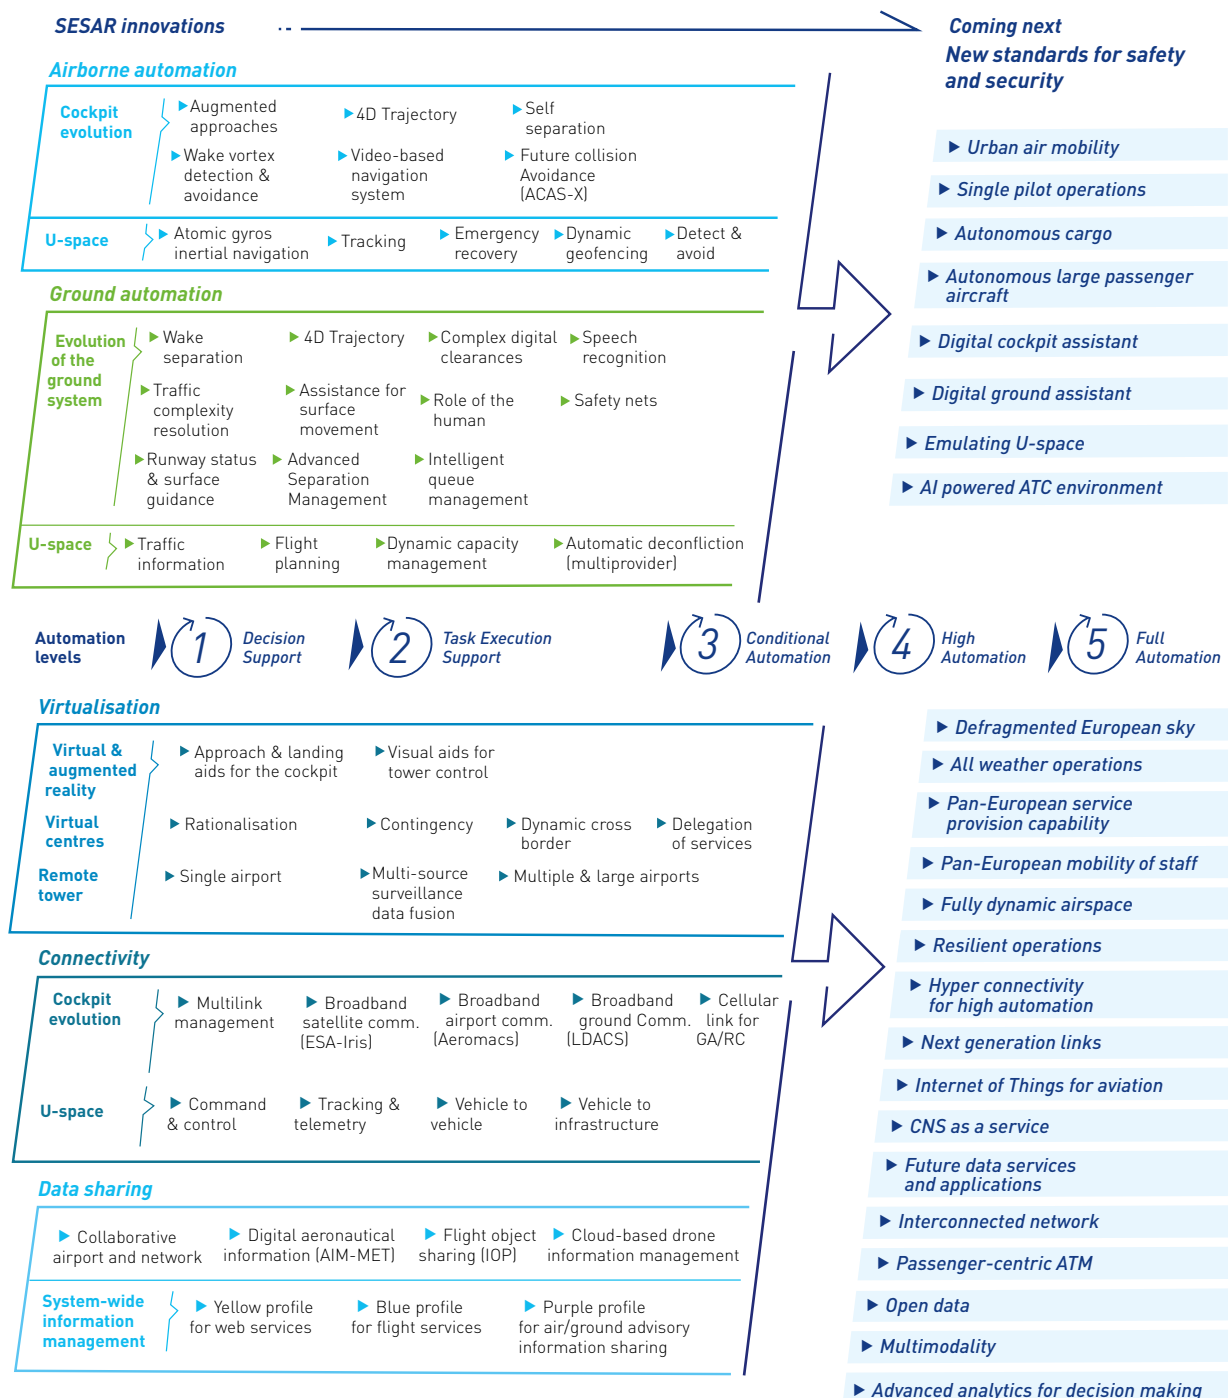 SESAR innovations
Coming next
New standards for safety
and security
Airborne automation
Cockpit
evolution
Augmented
approaches
4D Trajectory
Self
separation
Wake vortex
detection &
avoidance
Video-based
navigation
system
Future collision
Avoidance
(ACAS-X)
U-space
Atomic gyros
inertial navigation
Tracking
Emergency
recovery
Dynamic
geofencing
Detect &
avoid
Ground automation
Evolution
of the
ground
system
Wake
separation
4D Trajectory
Complex digital
clearances
Speech
recognition
Traffic
complexity
resolution
Assistance for
surface
movement
Role of the
human
Safety nets
Runway status
& surface
guidance
Advanced
Separation
Management
Intelligent
queue
management
U-space
Traffic
information
Flight
planning
Dynamic capacity
management
Automatic deconfliction
(multiprovider)
Urban air mobility
Single pilot operations
Autonomous cargo
Autonomous large passenger
aircraft
Digital cockpit assistant
Digital ground assistant
Emulating U-space
AI powered ATC environment
Automation
levels
1
Decision
Support
2
Task Execution
Support
3
Conditional
Automation
4
High
Automation
5
Full
Automation
Virtualisation
Virtual &
augmented
reality
Approach & landing
aids for the cockpit
Visual aids for
tower control
Virtual
centres
Rationalisation
Contingency
Dynamic cross
border
Delegation
of services
Remote
tower
Single airport
Multi-source
surveillance
data fusion
Multiple & large airports
Connectivity
Cockpit
evolution
Multilink
management
Broadband
satellite comm.
(ESA-Iris)
Broadband
airport comm.
(Aeromacs)
Broadband
ground Comm.
(LDACS)
Cellular
link for
GA/RC
U-space
Command
& control
Tracking &
telemetry
Vehicle to
vehicle
Vehicle to
infrastructure
Data sharing
Collaborative
airport and network
Digital aeronautical
information (AIM-MET)
Flight object
sharing (IOP)
Cloud-based drone
information management
System-wide
information
management
Yellow profile
for web services
Blue profile
for flight services
Purple profile
for air/ground advisory
information sharing
Defragmented European sky
All weather operations
Pan-European service
provision capability
Pan-European mobility of staff
Fully dynamic airspace
Resilient operations
Hyper connectivity
for high automation
Next generation links
Internet of Things for aviation
CNS as a service
Future data services
and applications
Interconnected network
Passenger-centric ATM
Open data
Multimodality
Advanced analytics for decision making